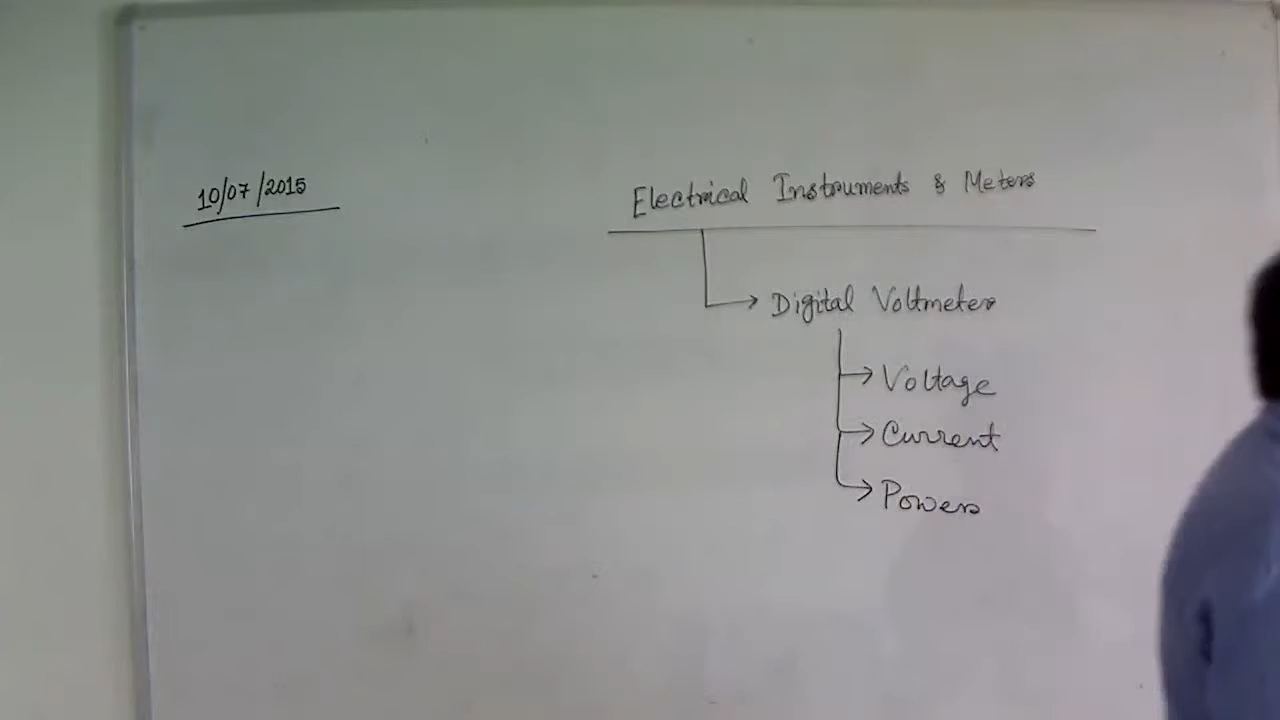 10/07/2015
Electrical Instruments & Meters
Digital Voltmeter
Voltage
Current
Power